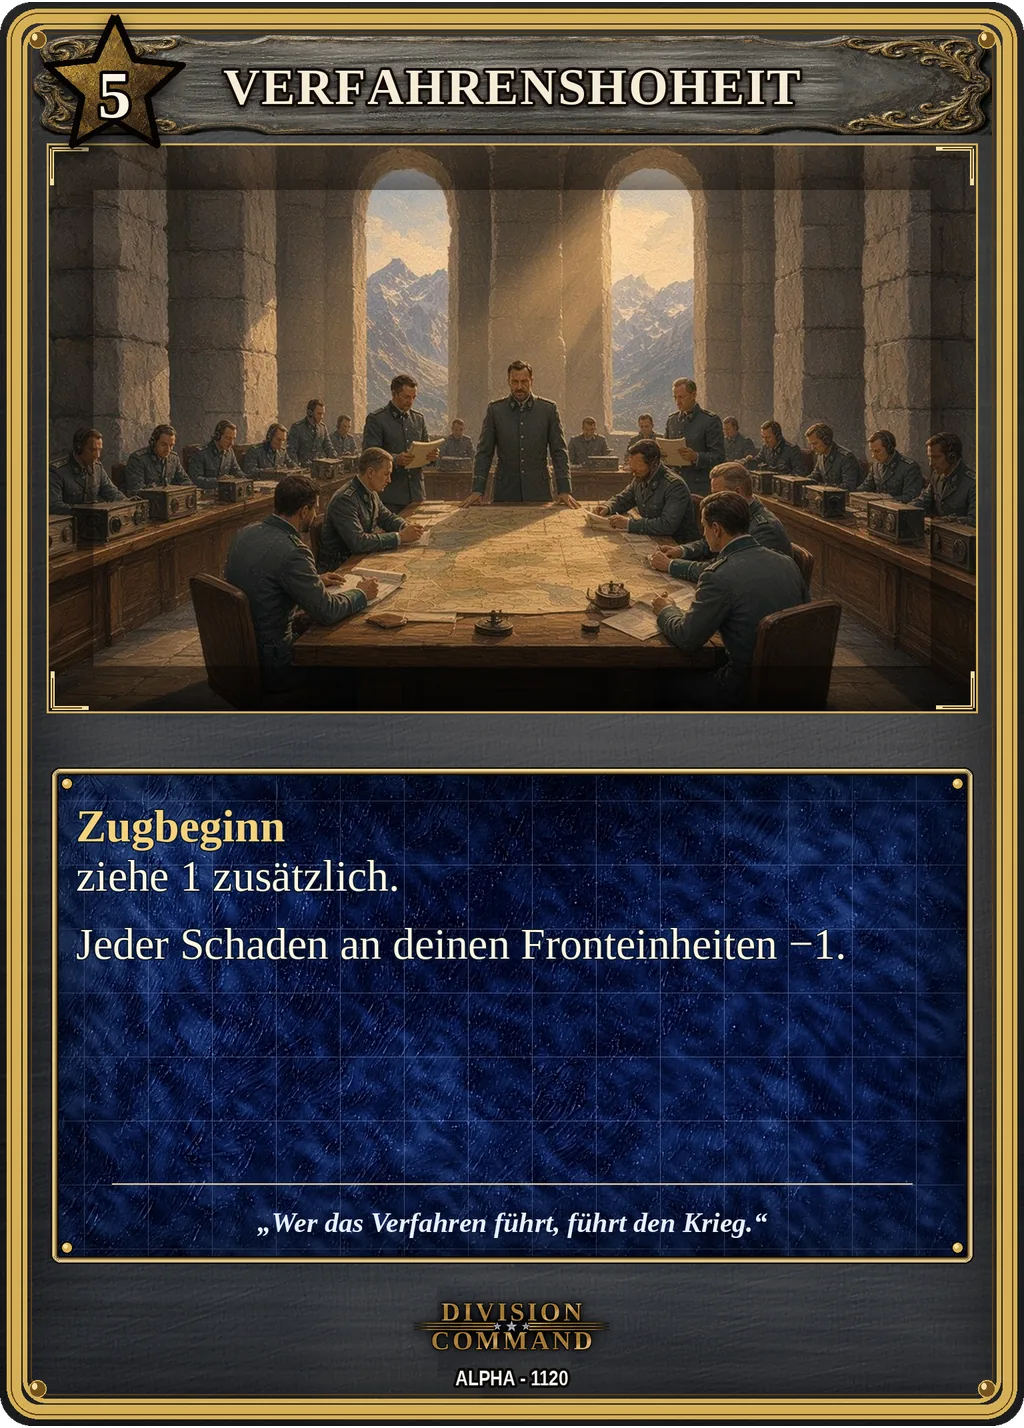 5
VERFAHRENSHOHEIT
Zugbeginn
ziehe 1 zusätzlich.
Jeder Schaden an deinen Fronteinheiten −1.
„Wer das Verfahren führt, führt den Krieg.“
DIVISION
COMMAND
ALPHA - 1120